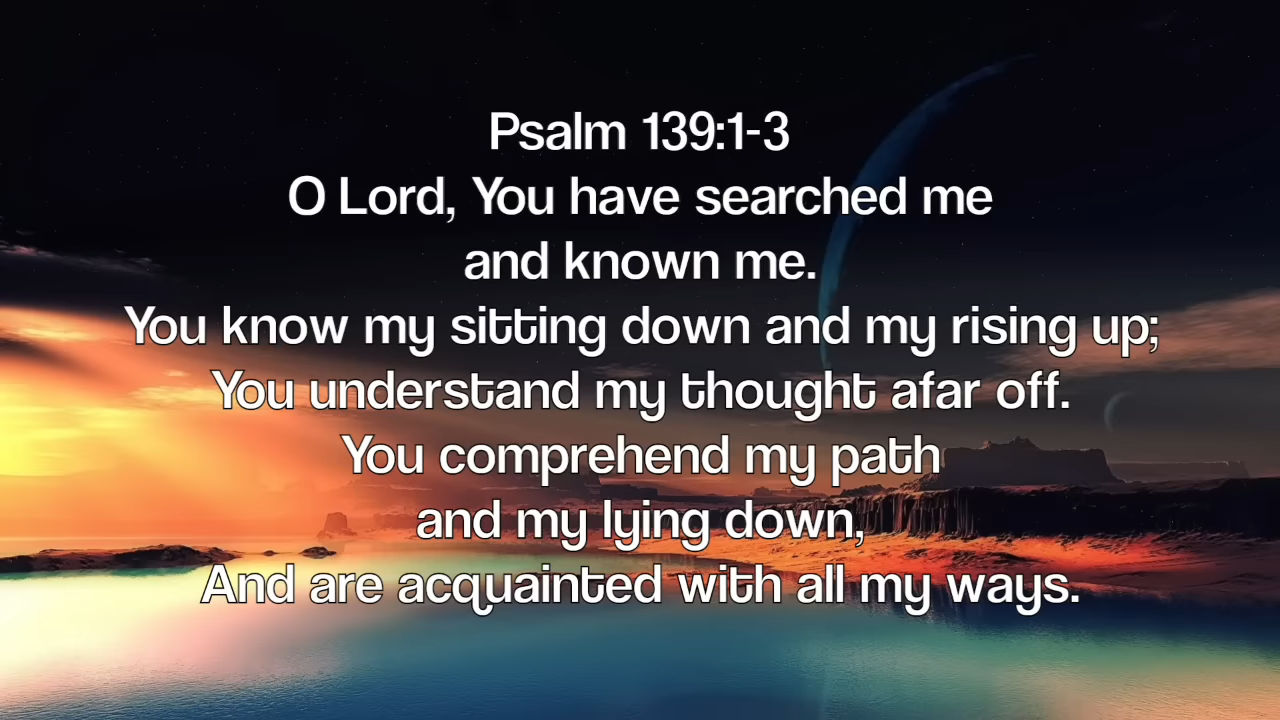 Psalm 139:1-3
O Lord, You have searched me
and known me.
You know my sitting down and my rising up;
You understand my thought afar off.
You comprehend my path
and my lying down,
And are acquainted with all my ways.